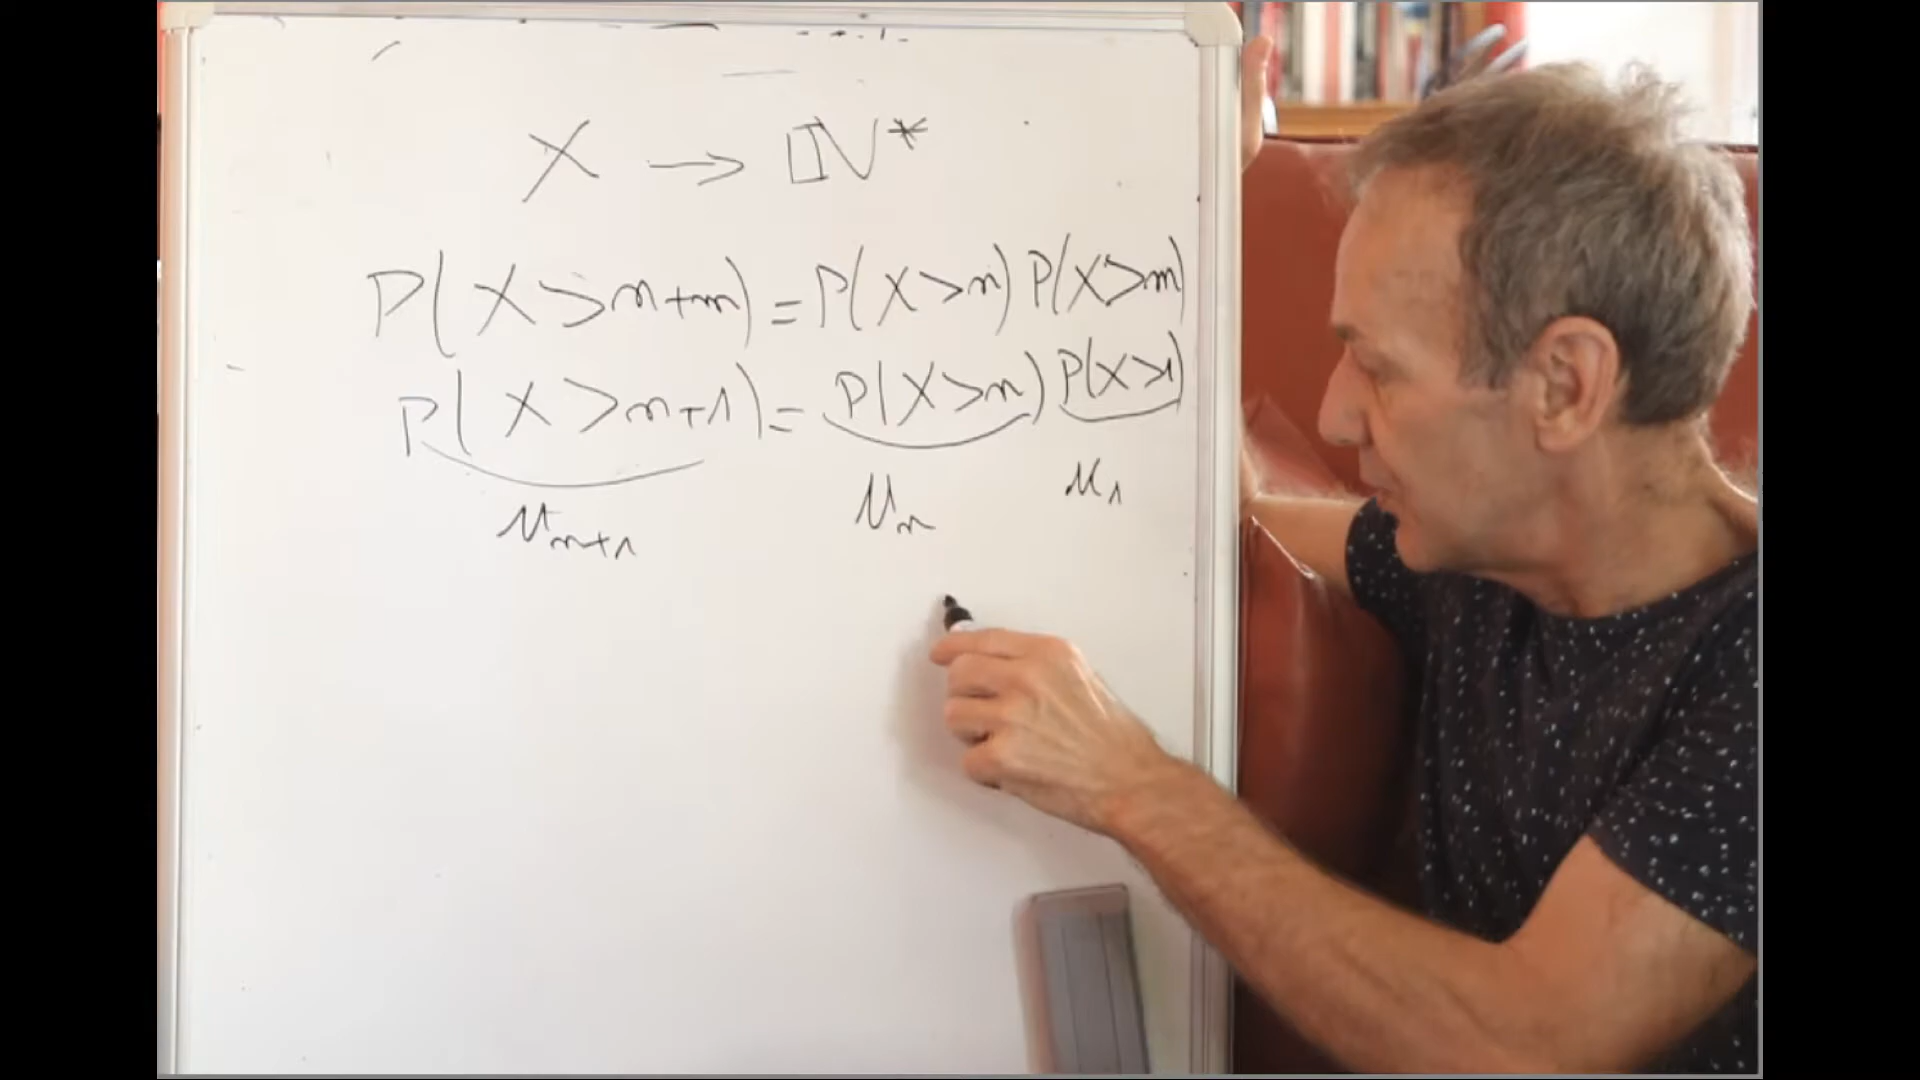 X → ℕ*
P(X>n+m) = P(X>n) P(X>m)
P(X>n+1) = P(X>n) P(X>1)
u_{n+1} u_n u_1